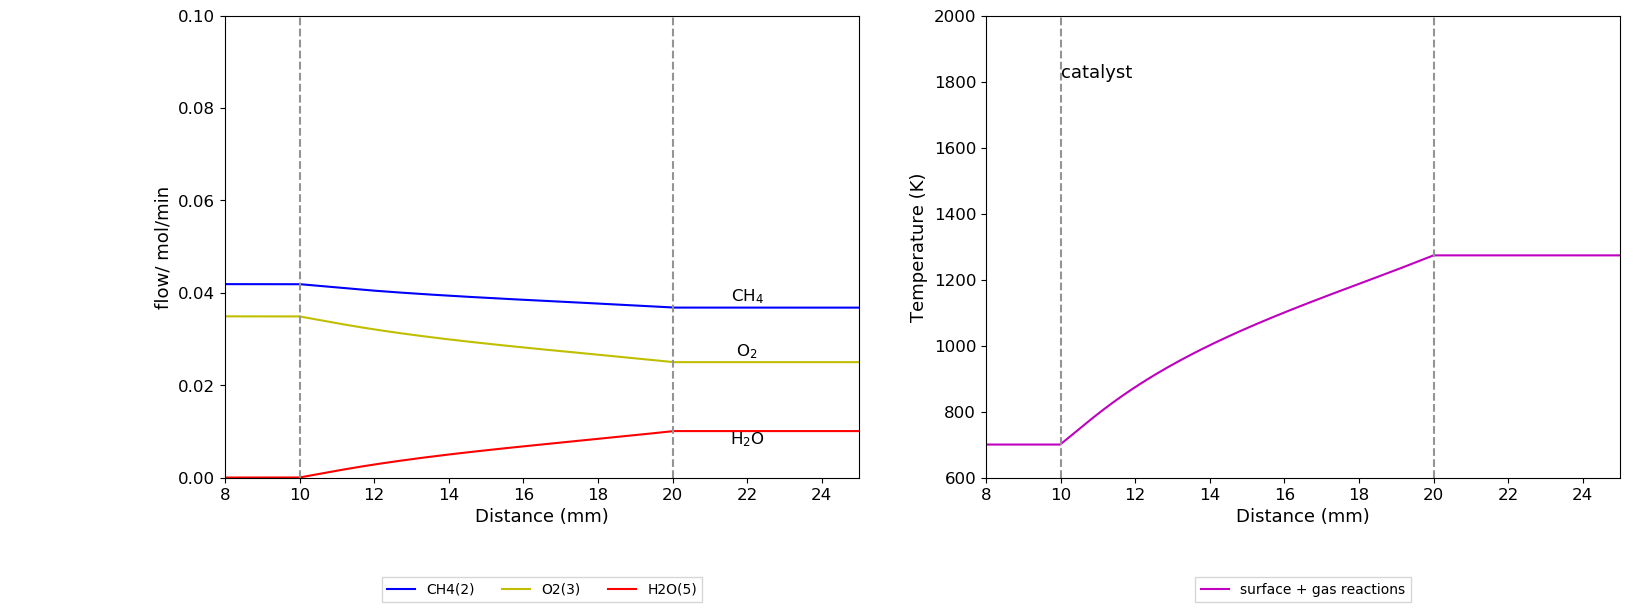 0.10
0.08
0.06
0.04
0.02
0.00
flow/ mol/min
CH₄
O₂
H₂O
8 10 12 14 16 18 20 22 24
Distance (mm)
CH4(2) O2(3) H2O(5)
2000
1800
1600
1400
1200
1000
800
600
Temperature (K)
catalyst
8 10 12 14 16 18 20 22 24
Distance (mm)
surface + gas reactions